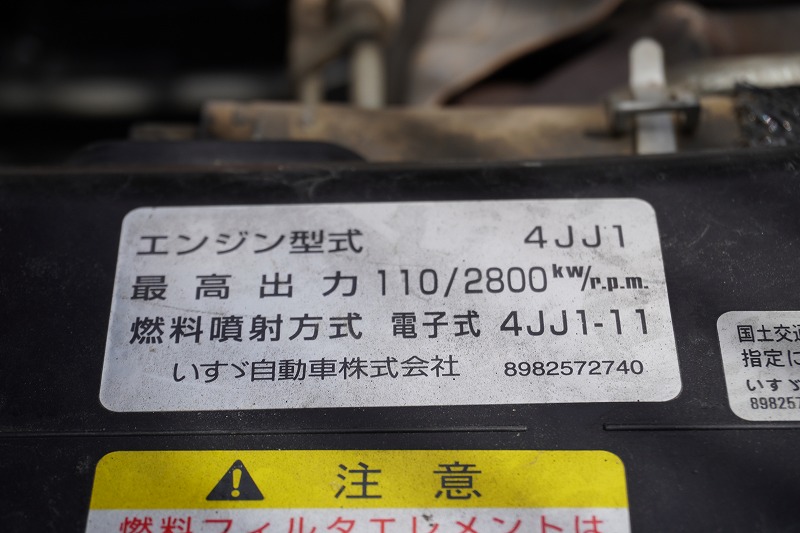 エンジン型式 4JJ1
最高出力 110/2800kw/r.p.m.
燃料噴射方式 電子式 4JJ1-11
いすゞ自動車株式会社 8982572740
国土交通
指定に
いすゞ
898257
注意
燃料フィルタエレメントは